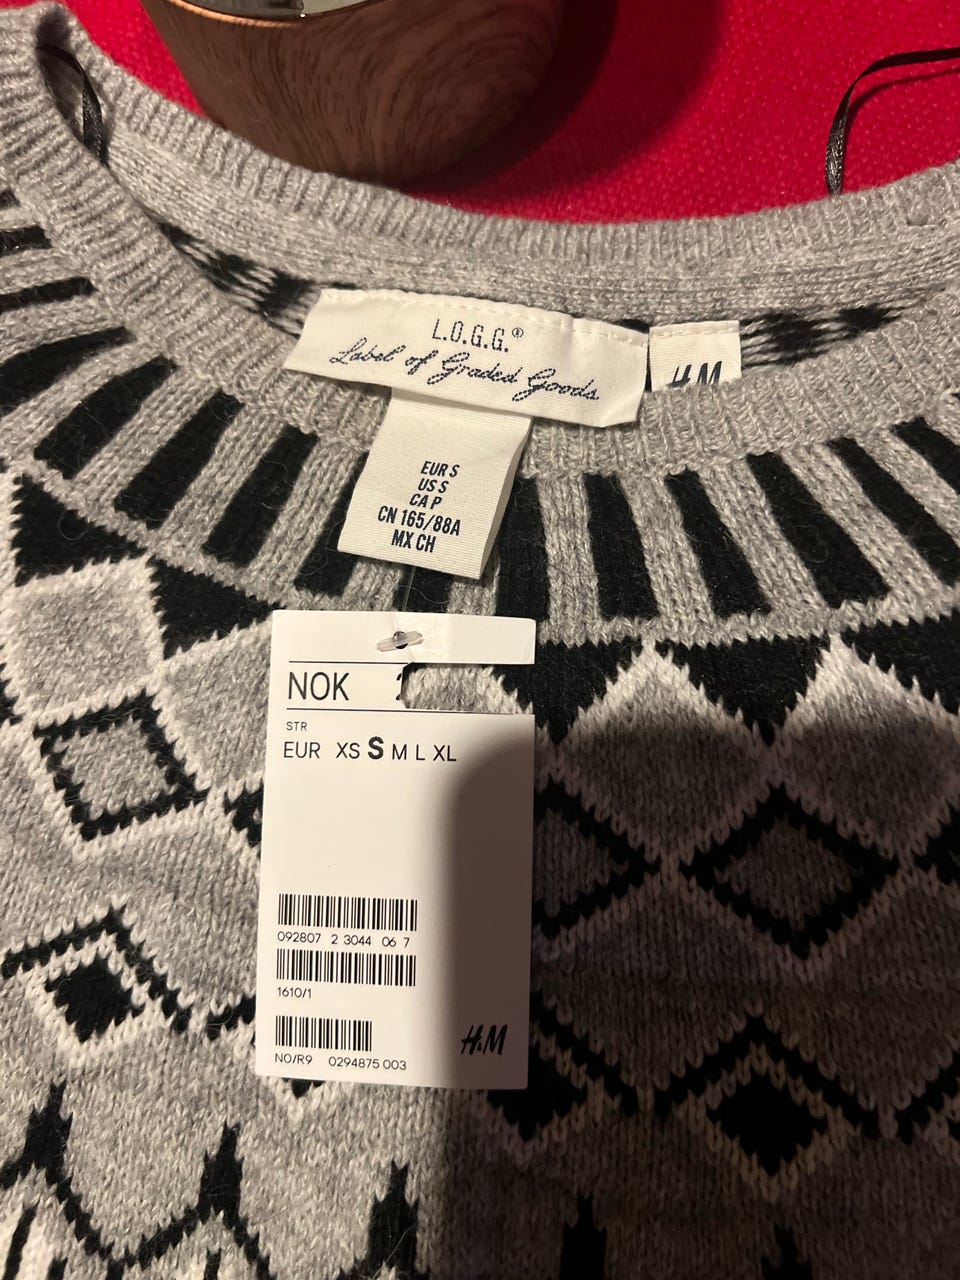 L.O.G.G.®
Label of Graded Goods
H&M
EUR S
US S
CA P
CN 165/88A
MX CH
NOK
STR
EUR XS S M L XL
092807 2 3044 06 7
1610/1
NO/R9 0294875 003
H&M